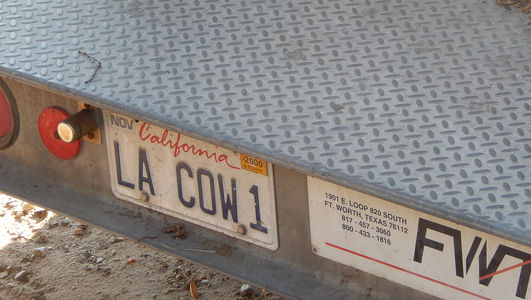 NOV California 2000
LA COW 1
1901 E. LOOP 820 SOUTH
FT. WORTH, TEXAS 76112
817 - 457 - 3060
800 - 433 - 1816